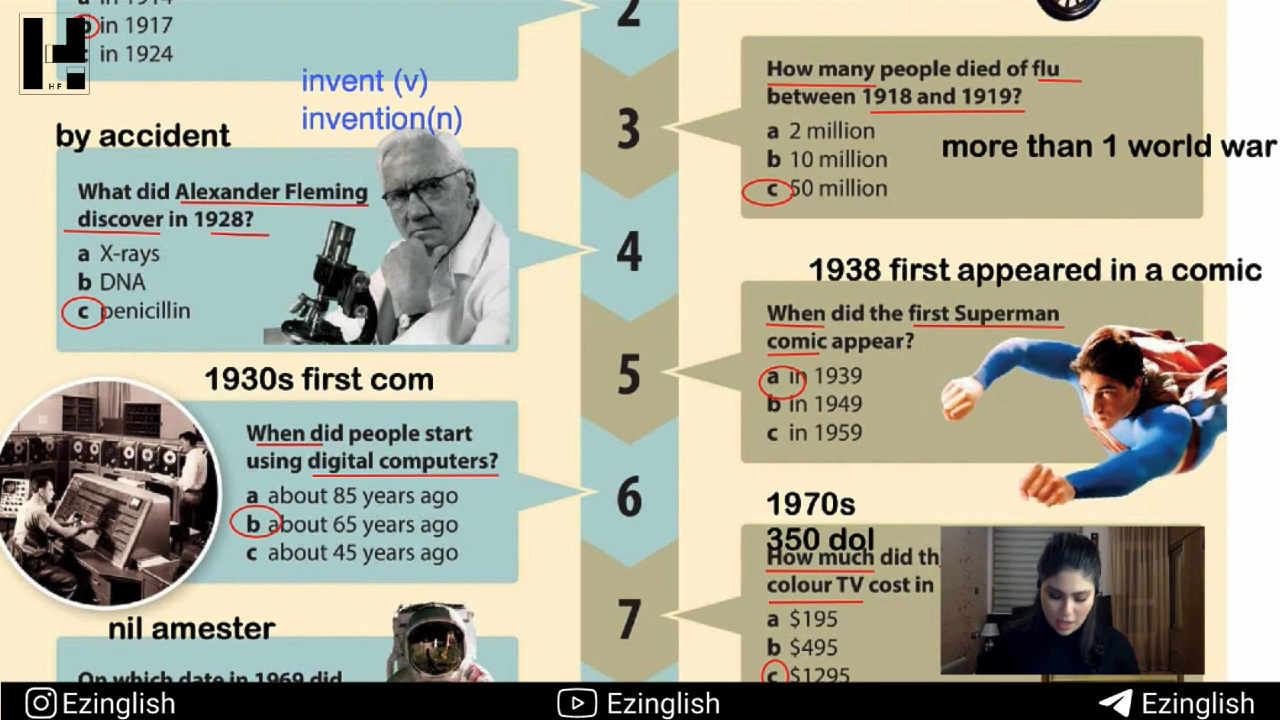 HF
a in 1914
b in 1917
c in 1924
invent (v)
invention(n)
by accident
What did Alexander Fleming
discover in 1928?
a X-rays
b DNA
c penicillin
1930s first com
When did people start
using digital computers?
a about 85 years ago
b about 65 years ago
c about 45 years ago
nil amester
On which date in 1969 did
2
3
4
5
6
7
How many people died of flu
between 1918 and 1919?
a 2 million
b 10 million
c 50 million
more than 1 world war
1938 first appeared in a comic
When did the first Superman
comic appear?
a in 1939
b in 1949
c in 1959
1970s
350 dol
How much did th
colour TV cost in
a $195
b $495
c $1295
Ezinglish
Ezinglish
Ezinglish